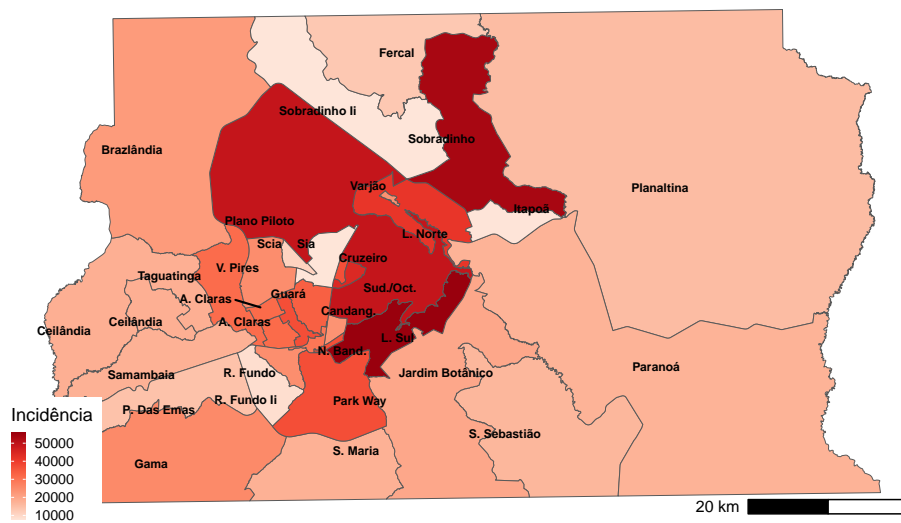 Fercal
Sobradinho Ii
Sobradinho
Brazlândia
Varjão
Planaltina
Itapoã
Plano Piloto
L. Norte
Scia
Sia
Cruzeiro
V. Pires
Taguatinga
Guará
Sud./Oct.
A. Claras
Candang.
Ceilândia
Ceilândia
A. Claras
L. Sul
N. Band.
Paranoá
Samambaia
R. Fundo
Jardim Botânico
R. Fundo Ii
Park Way
P. Das Emas
S. Sebastião
S. Maria
Gama
Incidência
50000
40000
30000
20000
10000
20 km